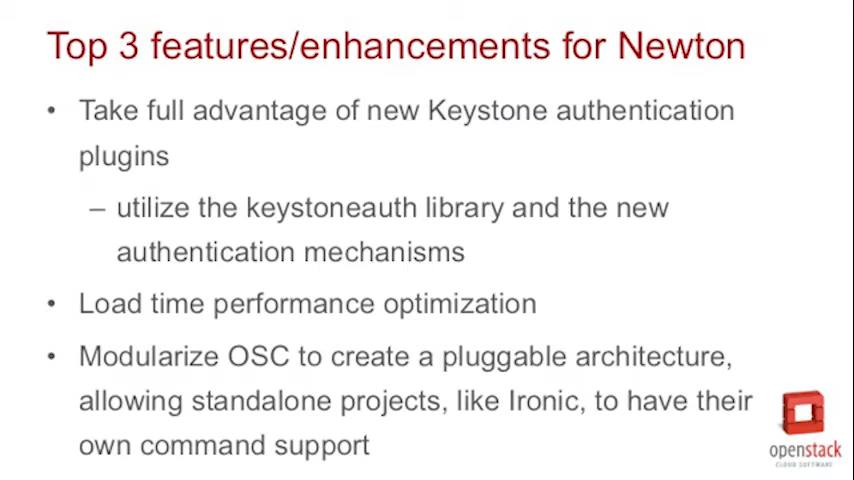 Top 3 features/enhancements for Newton
• Take full advantage of new Keystone authentication
plugins
– utilize the keystoneauth library and the new
authentication mechanisms
• Load time performance optimization
• Modularize OSC to create a pluggable architecture,
allowing standalone projects, like Ironic, to have their
own command support
openstack
CLOUD SOFTWARE